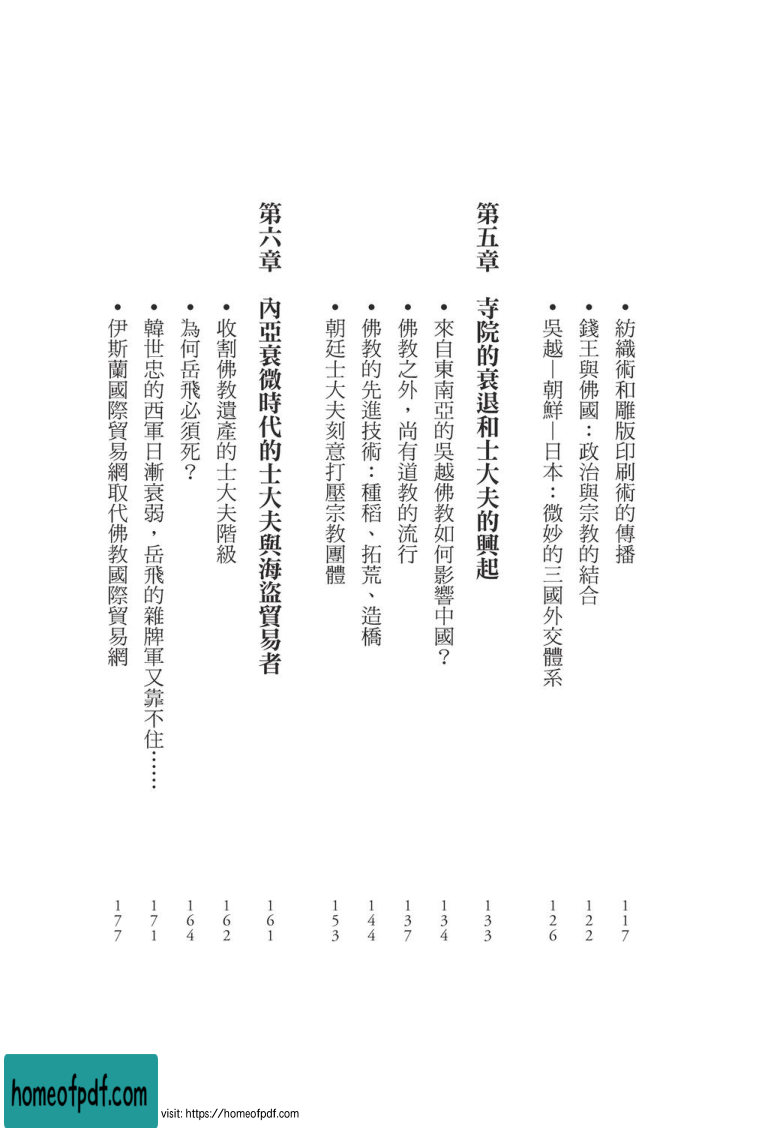 • 紡織術和雕版印刷術的傳播 117
• 錢王與佛國：政治與宗教的結合 122
• 吳越—朝鮮—日本：微妙的三國外交體系 126
第五章 寺院的衰退和士大夫的興起 133
• 來自東南亞的吳越佛教如何影響中國？ 134
• 佛教之外，尚有道教的流行 137
• 佛教的先進技術：種稻、拓荒、造橋 144
• 朝廷士大夫刻意打壓宗教團體 153
第六章 內亞衰微時代的士大夫與海盜貿易者 161
• 收割佛教遺產的士大夫階級 162
• 為何岳飛必須死？ 164
• 韓世忠的西軍日漸衰弱，岳飛的雜牌軍又靠不住…… 171
• 伊斯蘭國際貿易網取代佛教國際貿易網 177
homeofpdf.com
visit: https://homeofpdf.com